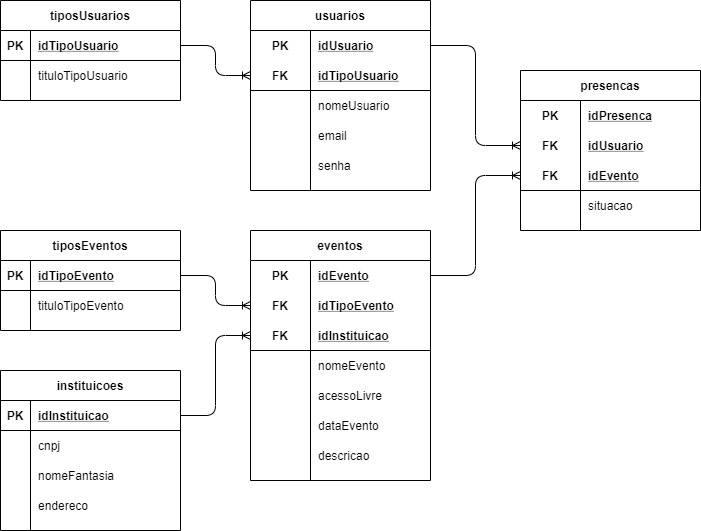 tiposUsuarios
PK idTipoUsuario
tituloTipoUsuario
usuarios
PK idUsuario
FK idTipoUsuario
nomeUsuario
email
senha
presencas
PK idPresenca
FK idUsuario
FK idEvento
situacao
tiposEventos
PK idTipoEvento
tituloTipoEvento
eventos
PK idEvento
FK idTipoEvento
FK idInstituicao
nomeEvento
acessoLivre
dataEvento
descricao
instituicoes
PK idInstituicao
cnpj
nomeFantasia
endereco